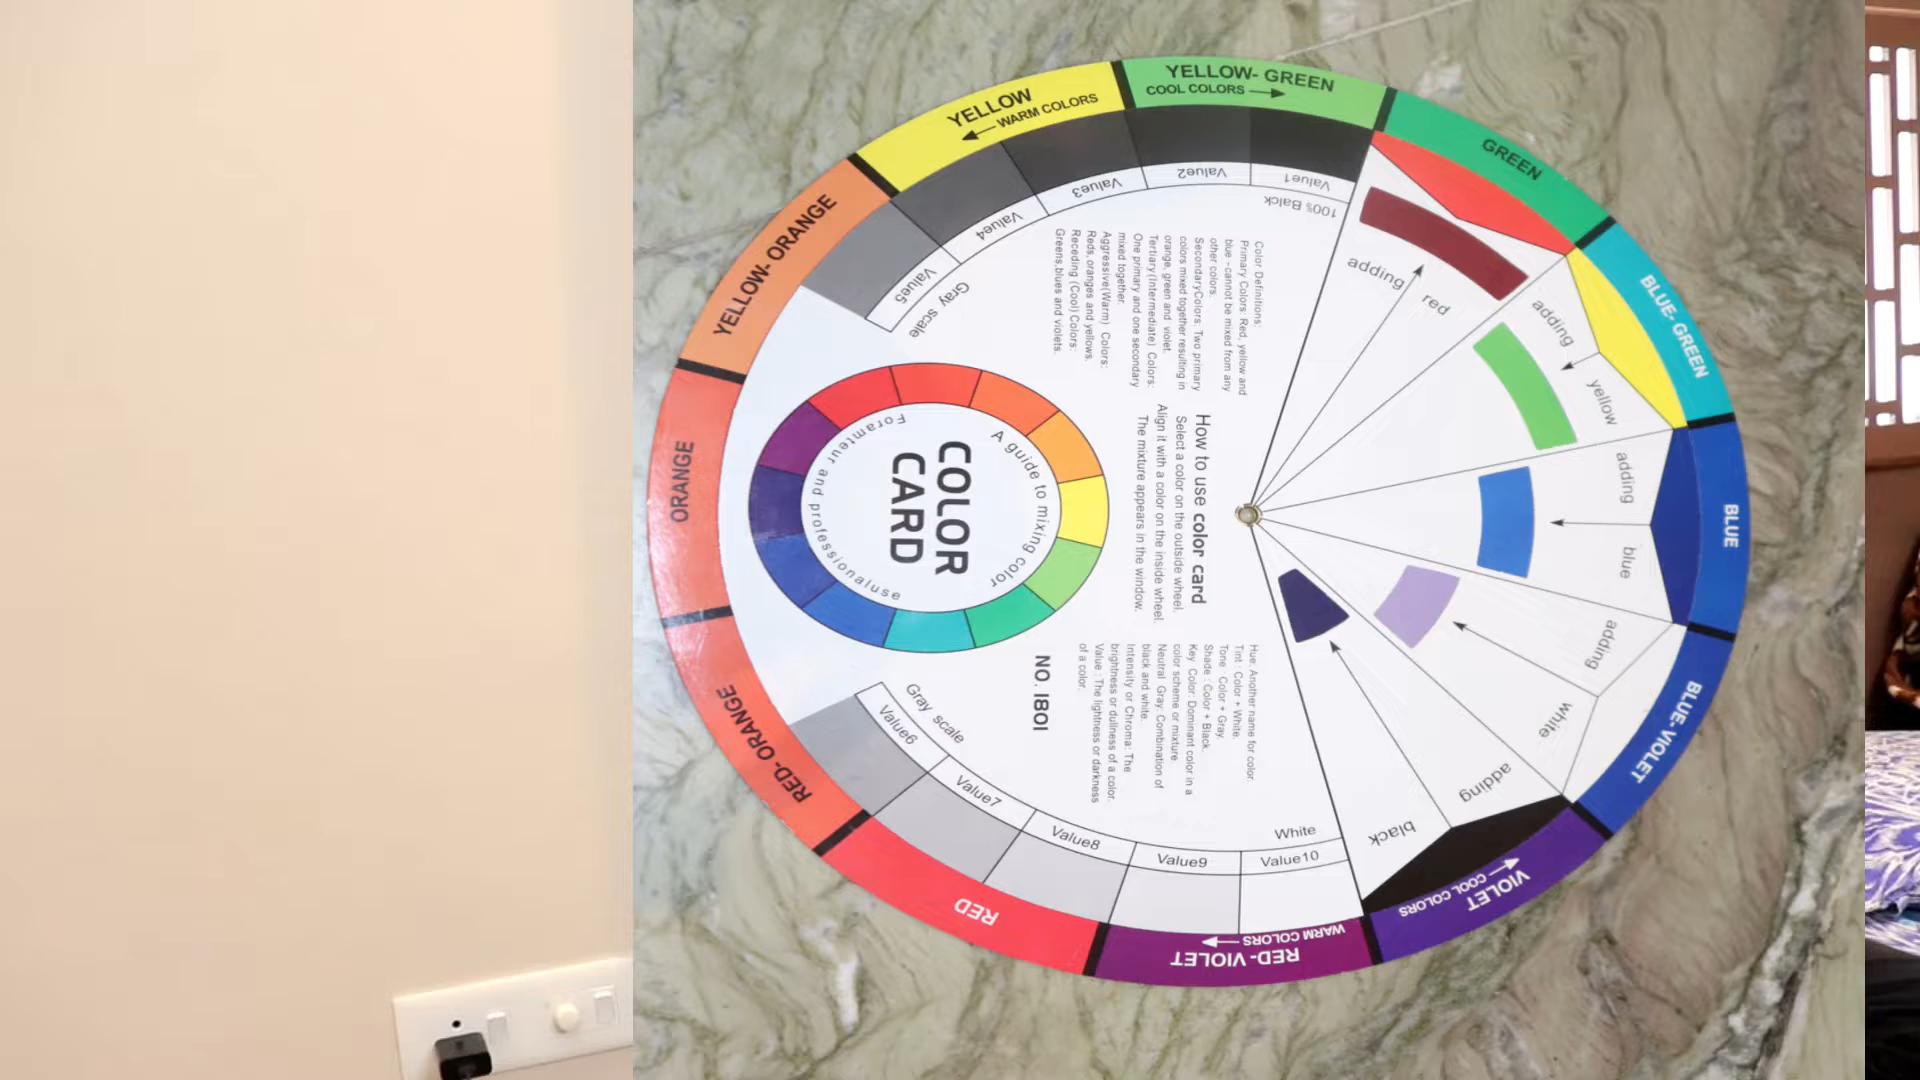 YELLOW- GREEN
COOL COLORS
YELLOW
WARM COLORS
YELLOW- ORANGE
ORANGE
RED- ORANGE
RED
RED- VIOLET
WARM COLORS
VIOLET
COOL COLORS
BLUE- VIOLET
BLUE
BLUE- GREEN
GREEN
Value1
Value2
Value3
Value4
Value5
100% Balck
Gray scale
Color Definitions:
Primary Colors: Red, yellow and
blue -cannot be mixed from any
other colors.
SecondaryColors: Two primary
colors mixed together resulting in
orange, green and violet.
Tertiary(Intermediate) Colors:
One primary and one secondary
mixed together.
Aggressive(Warm) Colors:
Reds,oranges and yellows.
Receding (Cool) Colors:
Greens,blues and violets.
How to use color card
Select a color on the outside wheel.
Align it with a color on the inside wheel.
The mixture appears in the window.
A guide to mixing color
COLOR
CARD
Foramteur and professionaluse
NO. 1801
Hue: Another name for color.
Tint : Color + White.
Tone : Color + Gray.
Shade : Color + Black.
Key Color: Dominant color in a
color scheme or mixture.
Neutral Gray: Combination of
black and white.
Intensity or Chroma: The
brightness or dullness of a color.
Value : The lightness or darkness
of a color.
Gray scale
Value6
Value7
Value8
Value9
Value10
White
adding
red
adding
yellow
adding
blue
adding
white
adding
black